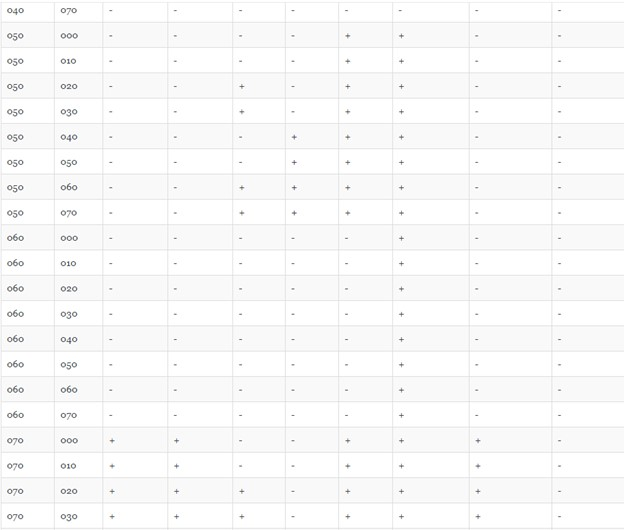 040 070 - - - - - - - -
050 000 - - - - + + - -
050 010 - - - - + + - -
050 020 - - + - + + - -
050 030 - - + - + + - -
050 040 - - - + + + - -
050 050 - - - + + + - -
050 060 - - + + + + - -
050 070 - - + + + + - -
060 000 - - - - - + - -
060 010 - - - - - + - -
060 020 - - - - - + - -
060 030 - - - - - + - -
060 040 - - - - - + - -
060 050 - - - - - + - -
060 060 - - - - - + - -
060 070 - - - - - + - -
070 000 + + - - + + + -
070 010 + + - - + + + -
070 020 + + + - + + + -
070 030 + + + - + + + -